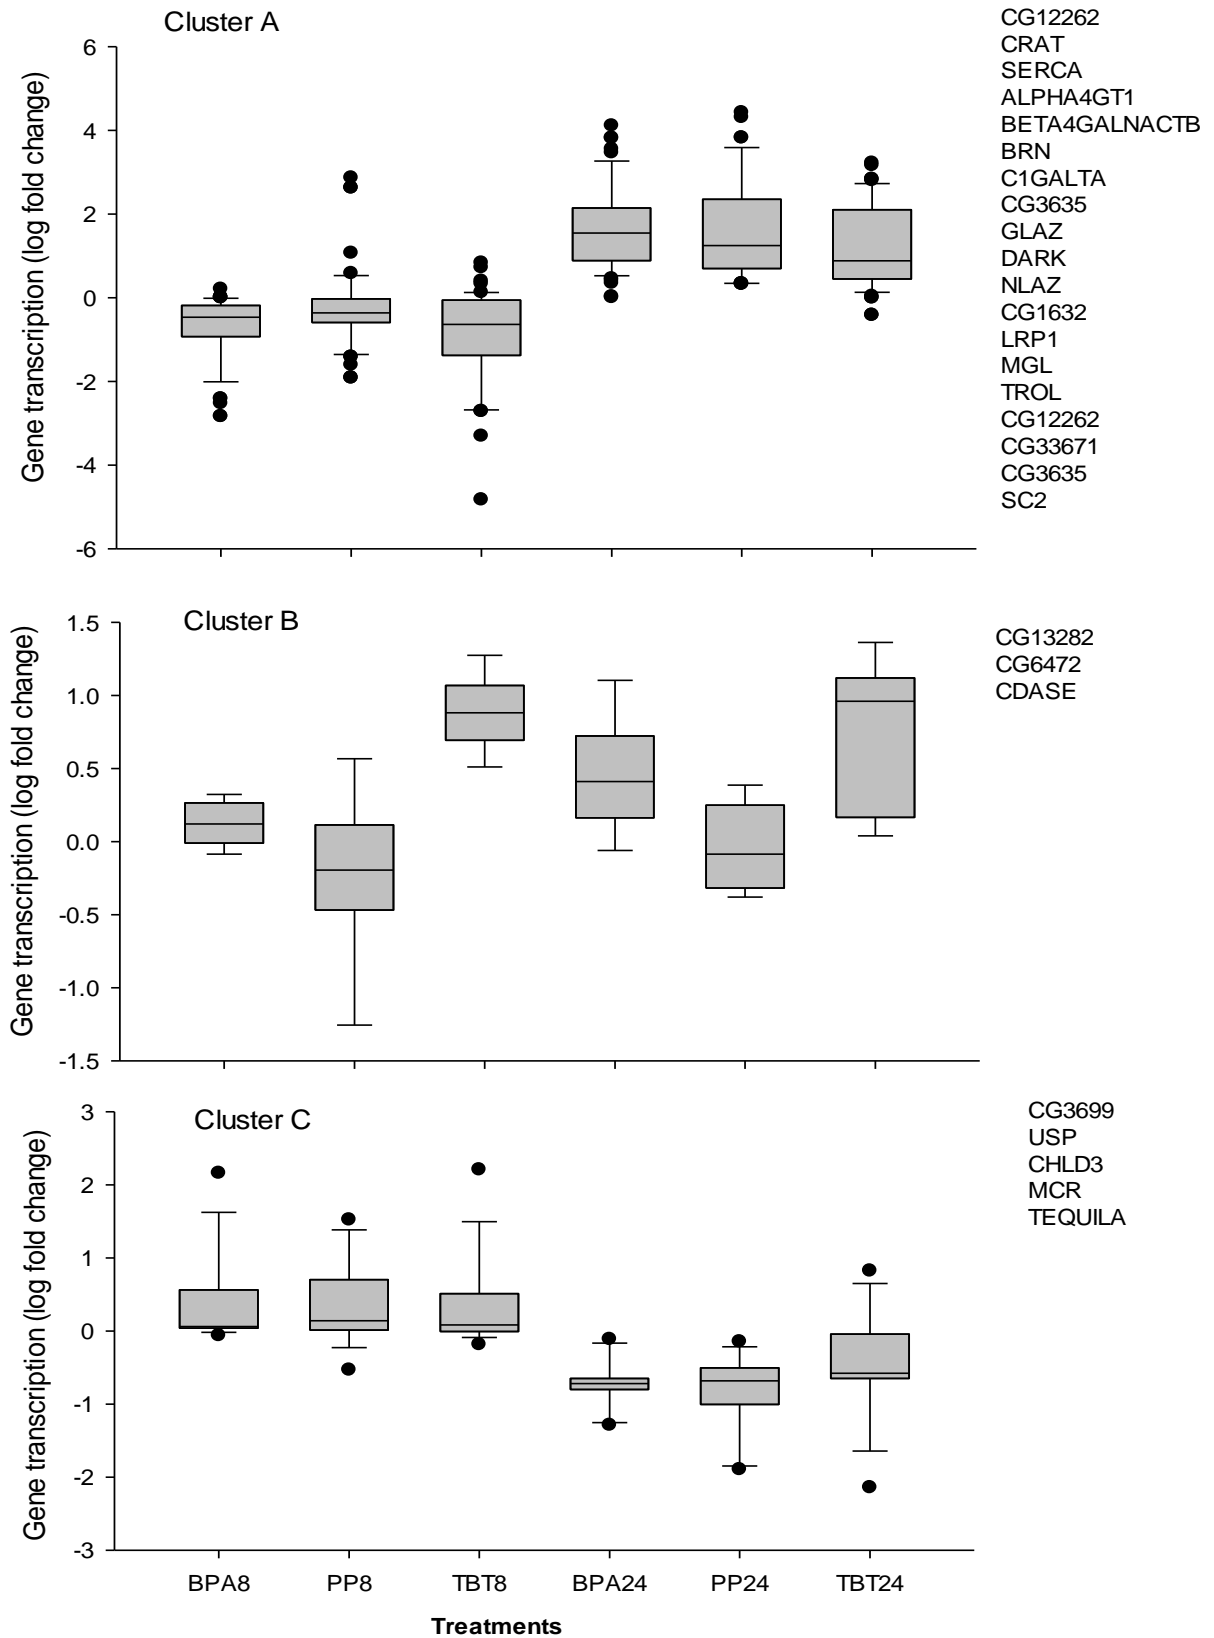 Cluster A
Gene transcription (log fold change)
6
4
2
0
-2
-4
-6
CG12262
CRAT
SERCA
ALPHA4GT1
BETA4GALNACTB
BRN
C1GALTA
CG3635
GLAZ
DARK
NLAZ
CG1632
LRP1
MGL
TROL
CG12262
CG33671
CG3635
SC2
Cluster B
Gene transcription (log fold change)
1.5
1.0
0.5
0.0
-0.5
-1.0
-1.5
CG13282
CG6472
CDASE
Cluster C
Gene transcription (log fold change)
3
2
1
0
-1
-2
-3
CG3699
USP
CHLD3
MCR
TEQUILA
BPA8 PP8 TBT8 BPA24 PP24 TBT24
Treatments